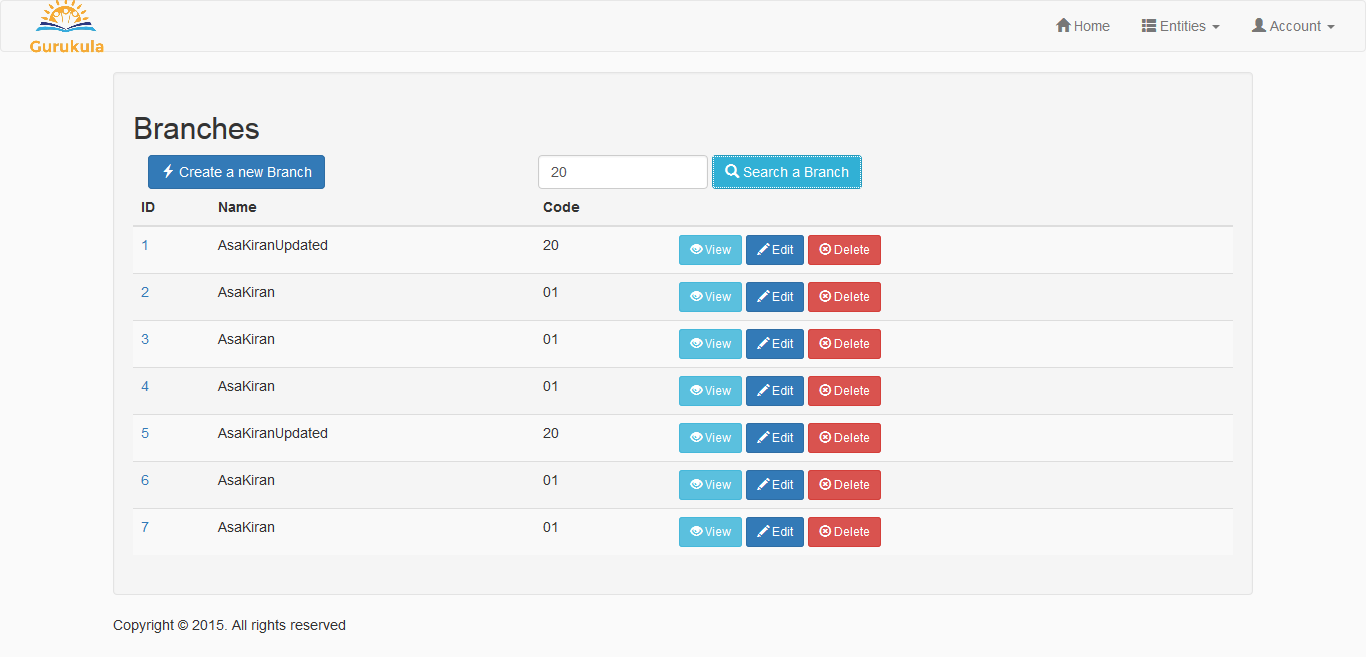 Gurukula
Home Entities Account
Branches
Create a new Branch 20 Search a Branch
ID Name Code
1 AsaKiranUpdated 20 View Edit Delete
2 AsaKiran 01 View Edit Delete
3 AsaKiran 01 View Edit Delete
4 AsaKiran 01 View Edit Delete
5 AsaKiranUpdated 20 View Edit Delete
6 AsaKiran 01 View Edit Delete
7 AsaKiran 01 View Edit Delete
Copyright © 2015. All rights reserved